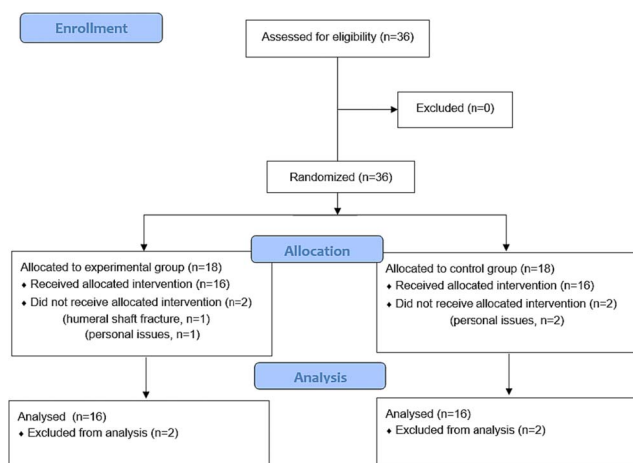 Enrollment
Assessed for eligibility (n=36)
Excluded (n=0)
Randomized (n=36)
Allocation
Allocated to experimental group (n=18)
♦ Received allocated intervention (n=16)
♦ Did not receive allocated intervention (n=2)
(humeral shaft fracture, n=1)
(personal issues, n=1)
Allocated to control group (n=18)
♦ Received allocated intervention (n=16)
♦ Did not receive allocated intervention (n=2)
(personal issues, n=2)
Analysis
Analysed (n=16)
♦ Excluded from analysis (n=2)
Analysed (n=16)
♦ Excluded from analysis (n=2)